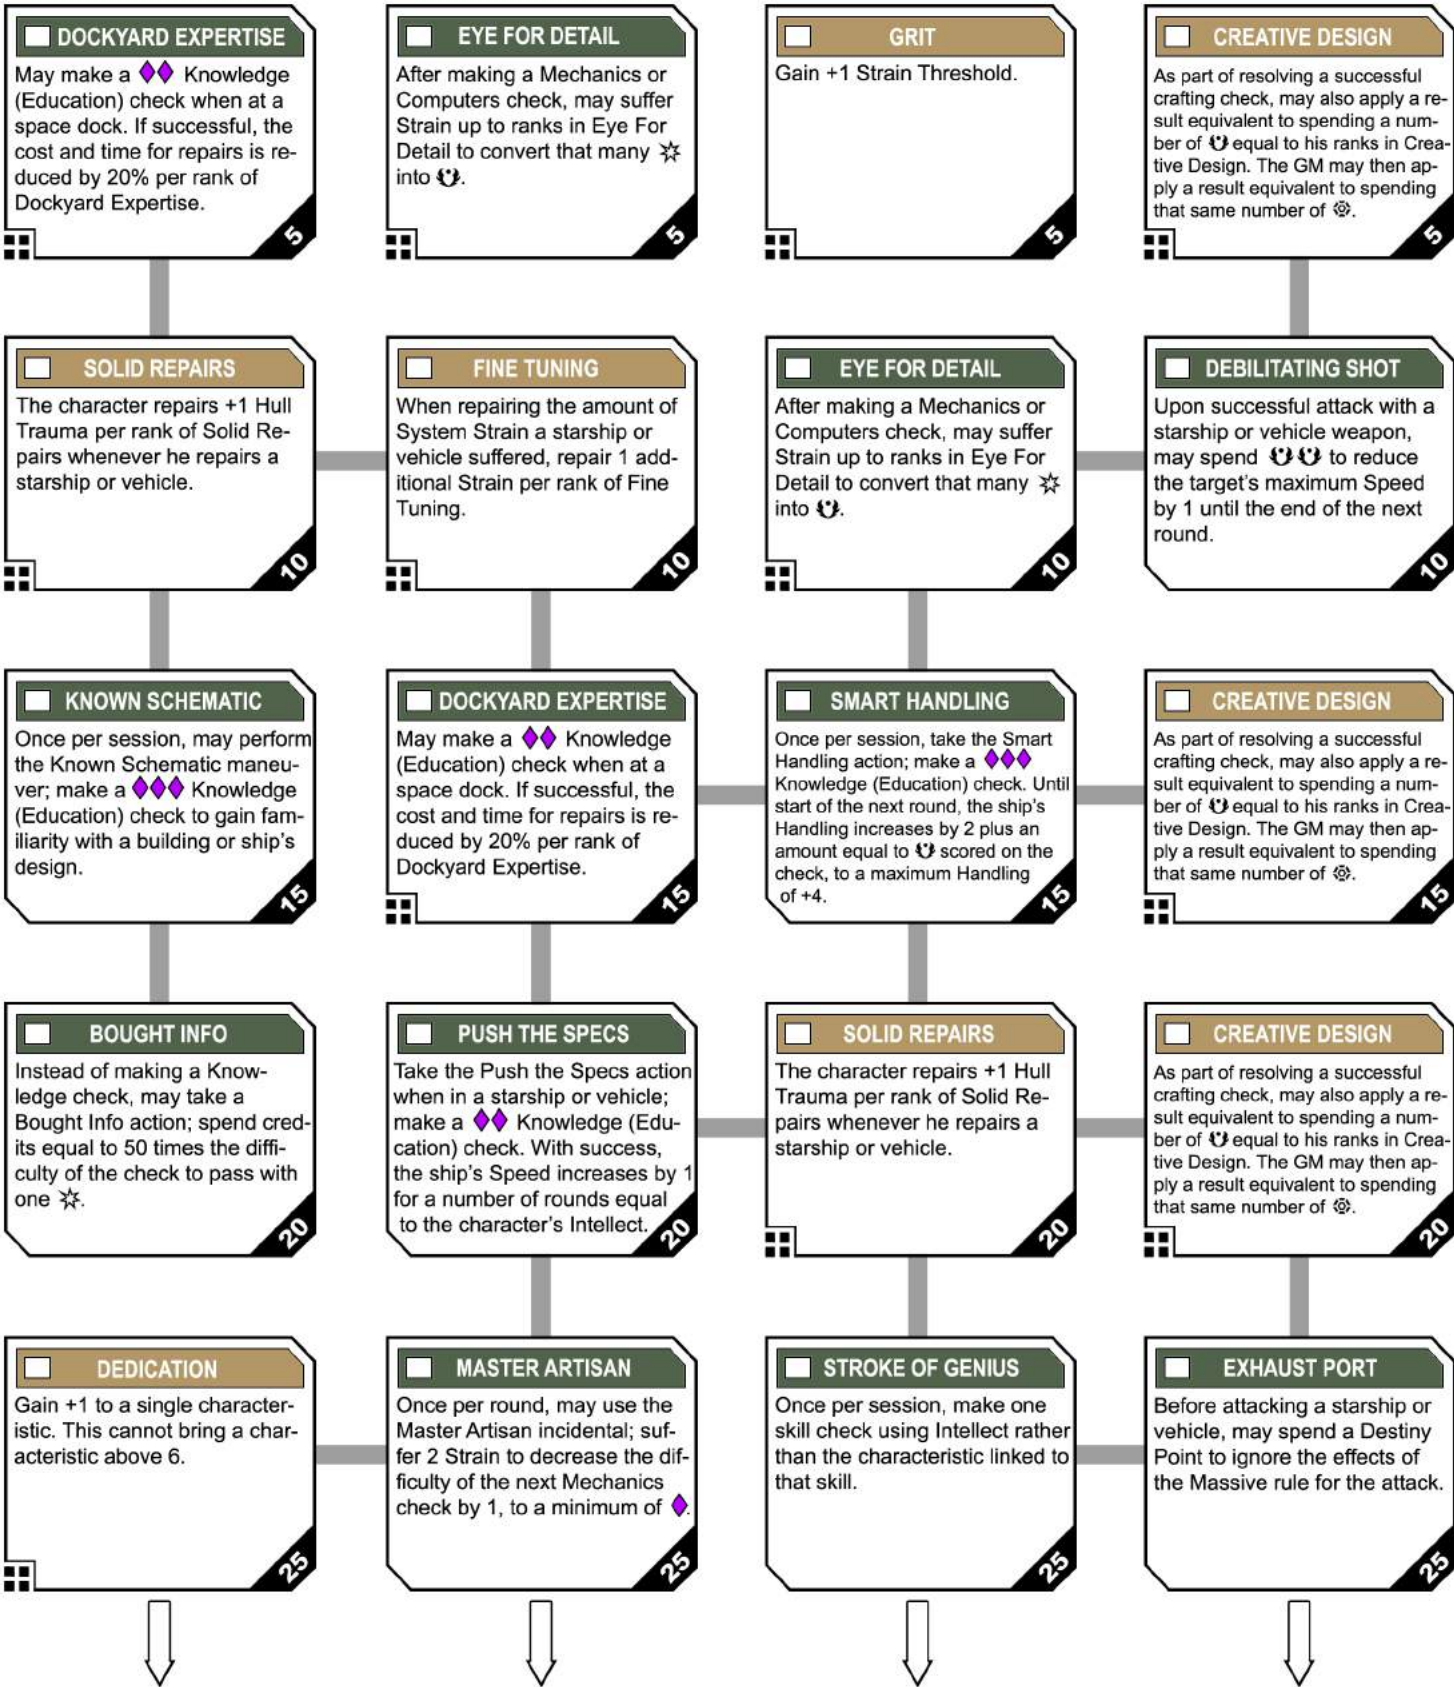 DOCKYARD EXPERTISE
May make a Knowledge
(Education) check when at a
space dock. If successful, the
cost and time for repairs is re-
duced by 20% per rank of
Dockyard Expertise.
5
EYE FOR DETAIL
After making a Mechanics or
Computers check, may suffer
Strain up to ranks in Eye For
Detail to convert that many
into .
5
GRIT
Gain +1 Strain Threshold.
5
CREATIVE DESIGN
As part of resolving a successful
crafting check, may also apply a re-
sult equivalent to spending a num-
ber of equal to his ranks in Crea-
tive Design. The GM may then ap-
ply a result equivalent to spending
that same number of .
5
SOLID REPAIRS
The character repairs +1 Hull
Trauma per rank of Solid Re-
pairs whenever he repairs a
starship or vehicle.
10
FINE TUNING
When repairing the amount of
System Strain a starship or
vehicle suffered, repair 1 add-
itional Strain per rank of Fine
Tuning.
10
EYE FOR DETAIL
After making a Mechanics or
Computers check, may suffer
Strain up to ranks in Eye For
Detail to convert that many
into .
10
DEBILITATING SHOT
Upon successful attack with a
starship or vehicle weapon,
may spend to reduce
the target's maximum Speed
by 1 until the end of the next
round.
10
KNOWN SCHEMATIC
Once per session, may perform
the Known Schematic maneu-
ver; make a Knowledge
(Education) check to gain fam-
iliarity with a building or ship's
design.
15
DOCKYARD EXPERTISE
May make a Knowledge
(Education) check when at a
space dock. If successful, the
cost and time for repairs is re-
duced by 20% per rank of
Dockyard Expertise.
15
SMART HANDLING
Once per session, take the Smart
Handling action; make a
Knowledge (Education) check. Until
start of the next round, the ship's
Handling increases by 2 plus an
amount equal to scored on the
check, to a maximum Handling
of +4.
15
CREATIVE DESIGN
As part of resolving a successful
crafting check, may also apply a re-
sult equivalent to spending a num-
ber of equal to his ranks in Crea-
tive Design. The GM may then ap-
ply a result equivalent to spending
that same number of .
15
BOUGHT INFO
Instead of making a Know-
ledge check, may take a
Bought Info action; spend cred-
its equal to 50 times the diffi-
culty of the check to pass with
one .
20
PUSH THE SPECS
Take the Push the Specs action
when in a starship or vehicle;
make a Knowledge (Edu-
cation) check. With success,
the ship's Speed increases by 1
for a number of rounds equal
to the character's Intellect.
20
SOLID REPAIRS
The character repairs +1 Hull
Trauma per rank of Solid Re-
pairs whenever he repairs a
starship or vehicle.
20
CREATIVE DESIGN
As part of resolving a successful
crafting check, may also apply a re-
sult equivalent to spending a num-
ber of equal to his ranks in Crea-
tive Design. The GM may then ap-
ply a result equivalent to spending
that same number of .
20
DEDICATION
Gain +1 to a single character-
istic. This cannot bring a char-
acteristic above 6.
25
MASTER ARTISAN
Once per round, may use the
Master Artisan incidental; suf-
fer 2 Strain to decrease the dif-
ficulty of the next Mechanics
check by 1, to a minimum of .
25
STROKE OF GENIUS
Once per session, make one
skill check using Intellect rather
than the characteristic linked to
that skill.
25
EXHAUST PORT
Before attacking a starship or
vehicle, may spend a Destiny
Point to ignore the effects of
the Massive rule for the attack.
25